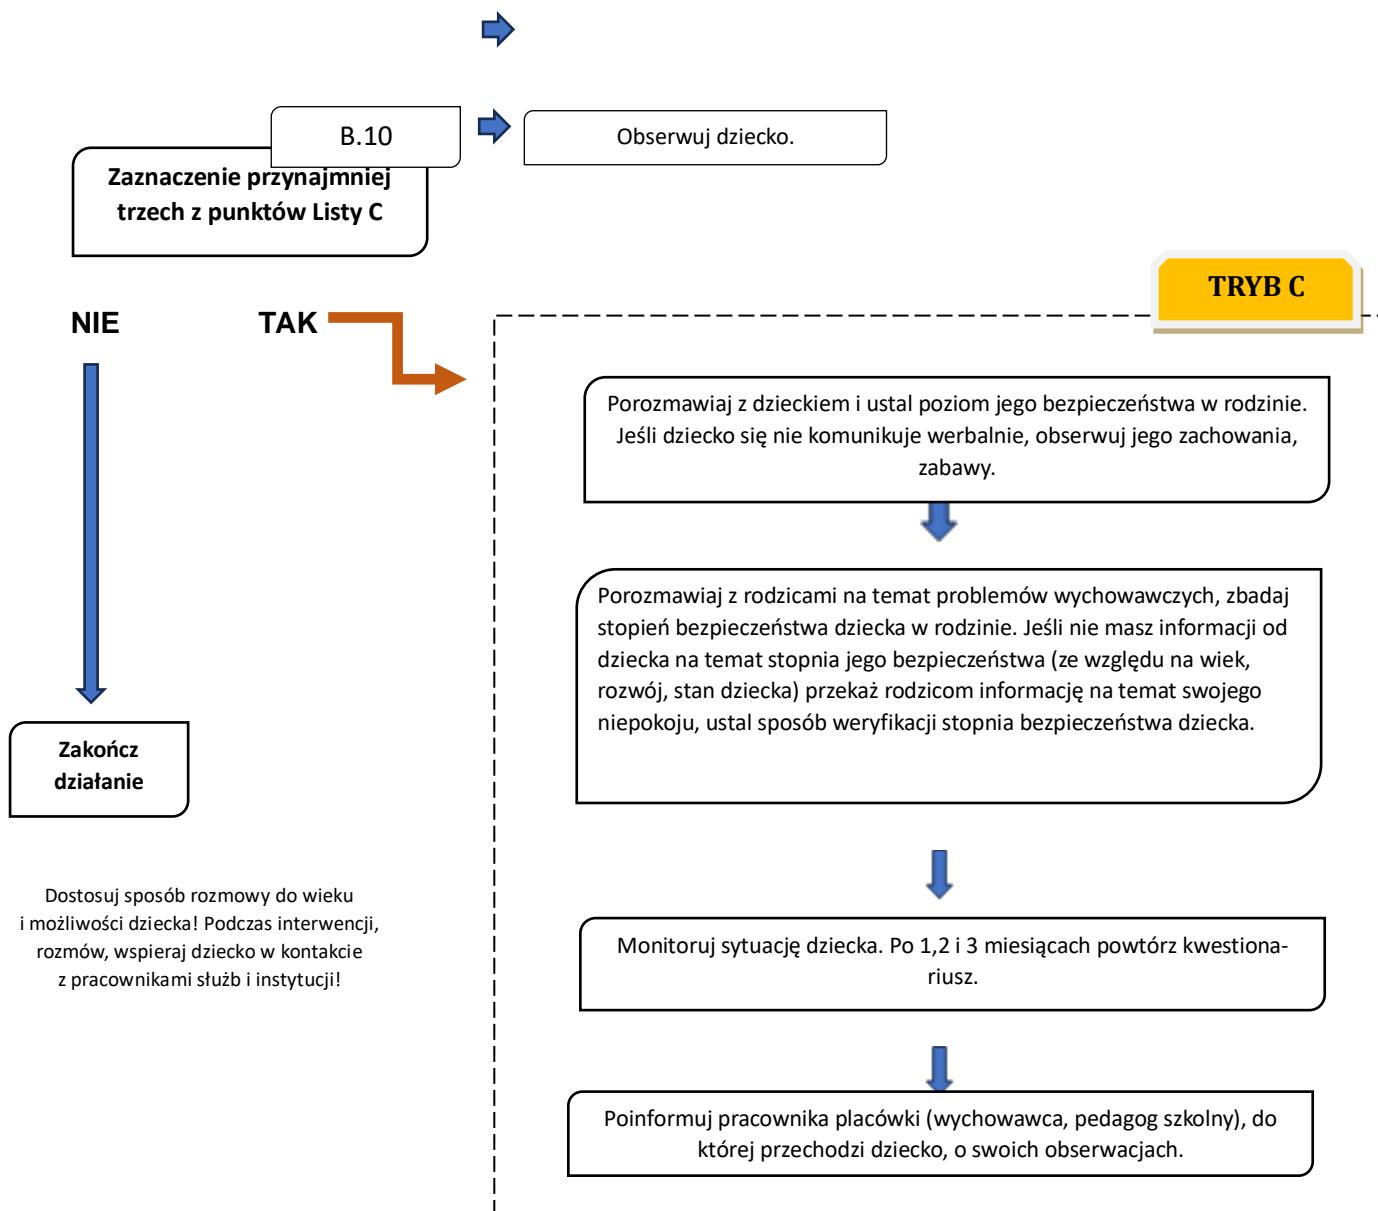 B.10
Obserwuj dziecko.
Zaznaczenie przynajmniej
trzech z punktów Listy C
TRYB C
NIE
TAK
Porozmawiaj z dzieckiem i ustal poziom jego bezpieczeństwa w rodzinie.
Jeśli dziecko się nie komunikuje werbalnie, obserwuj jego zachowania,
zabawy.
Porozmawiaj z rodzicami na temat problemów wychowawczych, zbadaj
stopień bezpieczeństwa dziecka w rodzinie. Jeśli nie masz informacji od
dziecka na temat stopnia jego bezpieczeństwa (ze względu na wiek,
rozwój, stan dziecka) przekaż rodzicom informację na temat swojego
niepokoju, ustal sposób weryfikacji stopnia bezpieczeństwa dziecka.
Zakończ
działanie
Dostosuj sposób rozmowy do wieku
i możliwości dziecka! Podczas interwencji,
rozmów, wspieraj dziecko w kontakcie
z pracownikami służb i instytucji!
Monitoruj sytuację dziecka. Po 1,2 i 3 miesiącach powtórz kwestiona-
riusz.
Poinformuj pracownika placówki (wychowawca, pedagog szkolny), do
której przechodzi dziecko, o swoich obserwacjach.